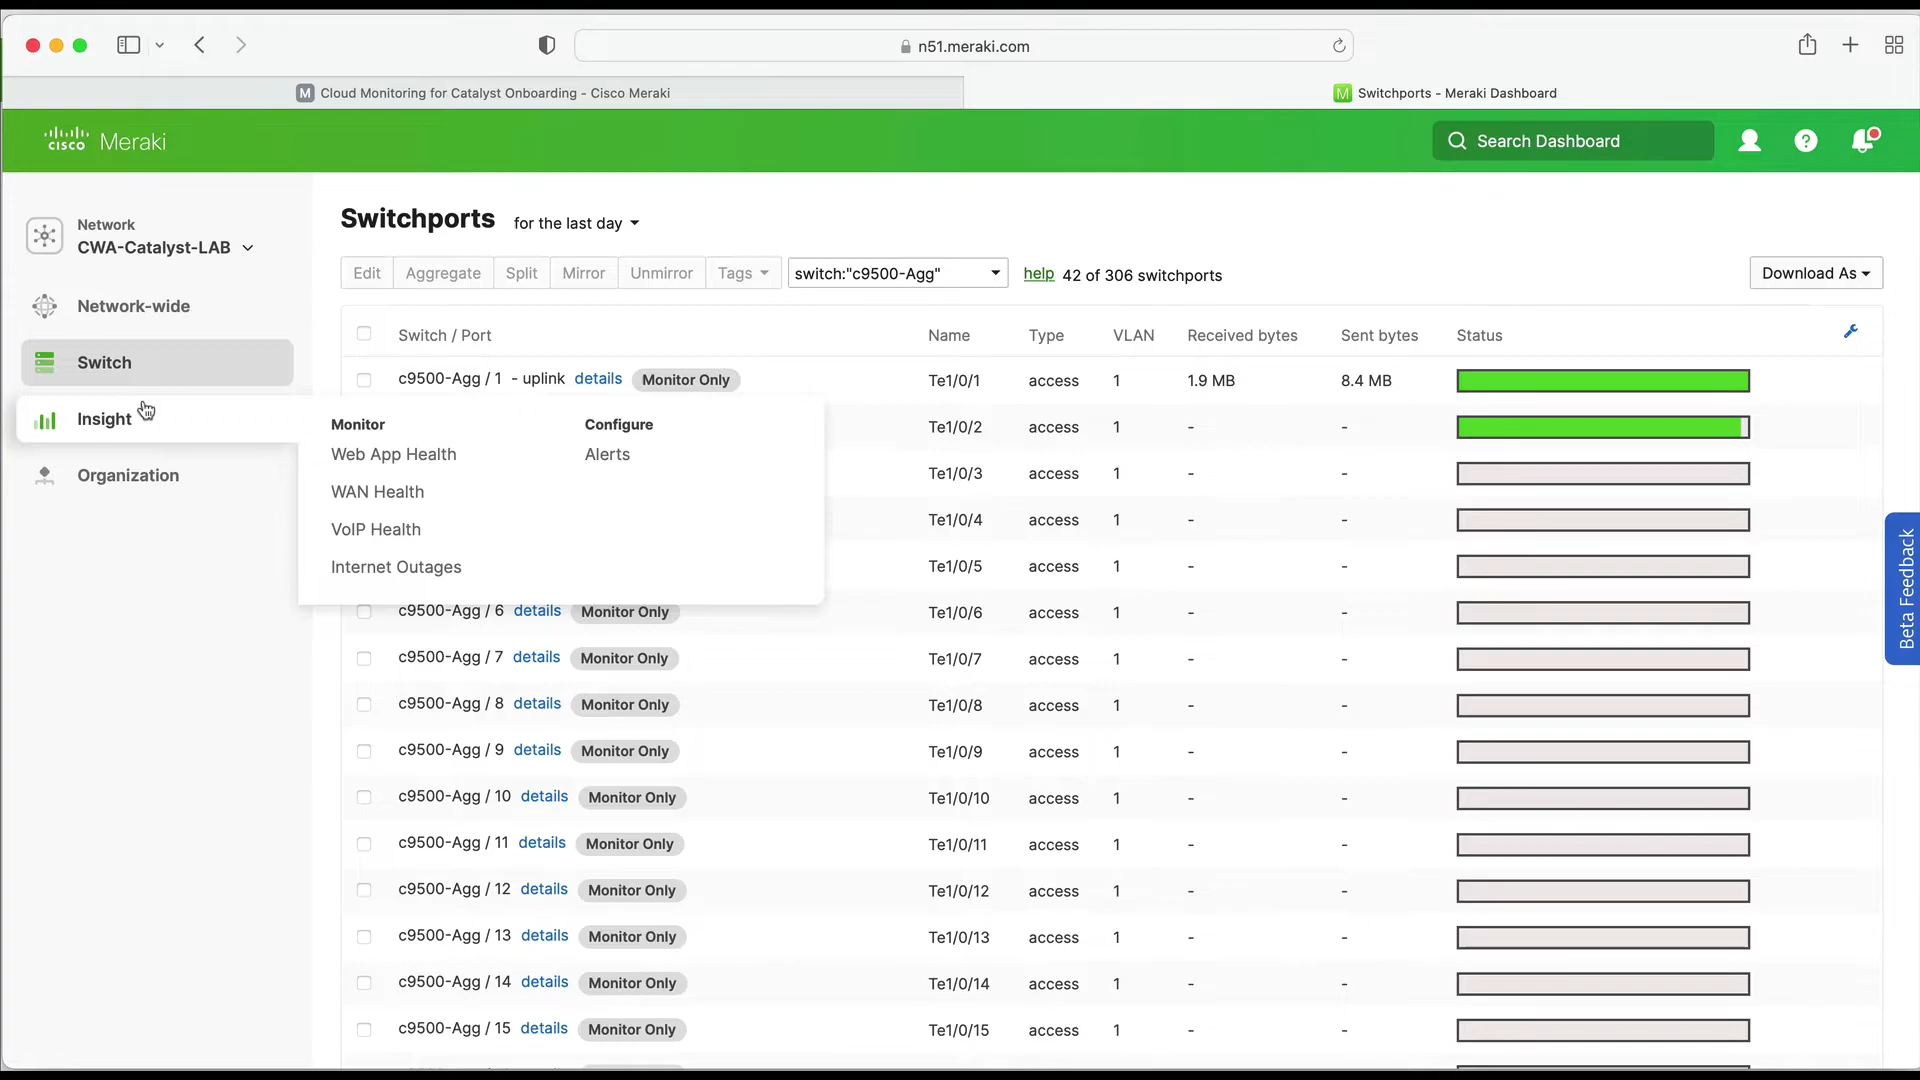 n51.meraki.com
M Cloud Monitoring for Catalyst Onboarding - Cisco Meraki
M Switchports - Meraki Dashboard
cisco Meraki
Search Dashboard
?
Network
CWA-Catalyst-LAB
Network-wide
Switch
Insight
Organization
Monitor
Web App Health
WAN Health
VoIP Health
Internet Outages
Configure
Alerts
Switchports for the last day
Edit Aggregate Split Mirror Unmirror Tags switch:"c9500-Agg" help 42 of 306 switchports Download As
Switch / Port Name Type VLAN Received bytes Sent bytes Status
c9500-Agg / 1 - uplink details Monitor Only Te1/0/1 access 1 1.9 MB 8.4 MB
Te1/0/2 access 1 - -
Te1/0/3 access 1 - -
Te1/0/4 access 1 - -
Te1/0/5 access 1 - -
c9500-Agg / 6 details Monitor Only Te1/0/6 access 1 - -
c9500-Agg / 7 details Monitor Only Te1/0/7 access 1 - -
c9500-Agg / 8 details Monitor Only Te1/0/8 access 1 - -
c9500-Agg / 9 details Monitor Only Te1/0/9 access 1 - -
c9500-Agg / 10 details Monitor Only Te1/0/10 access 1 - -
c9500-Agg / 11 details Monitor Only Te1/0/11 access 1 - -
c9500-Agg / 12 details Monitor Only Te1/0/12 access 1 - -
c9500-Agg / 13 details Monitor Only Te1/0/13 access 1 - -
c9500-Agg / 14 details Monitor Only Te1/0/14 access 1 - -
c9500-Agg / 15 details Monitor Only Te1/0/15 access 1 - -
Beta Feedback